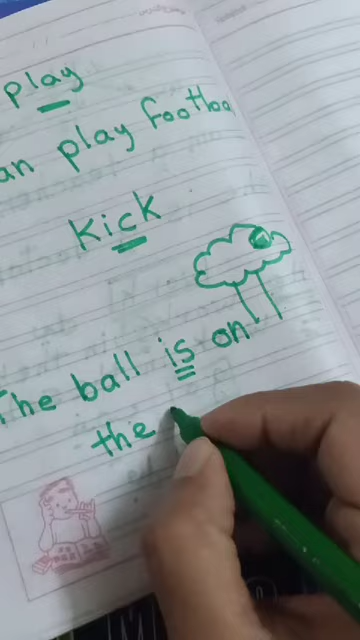 play
an play footba
kick
The ball is on
the